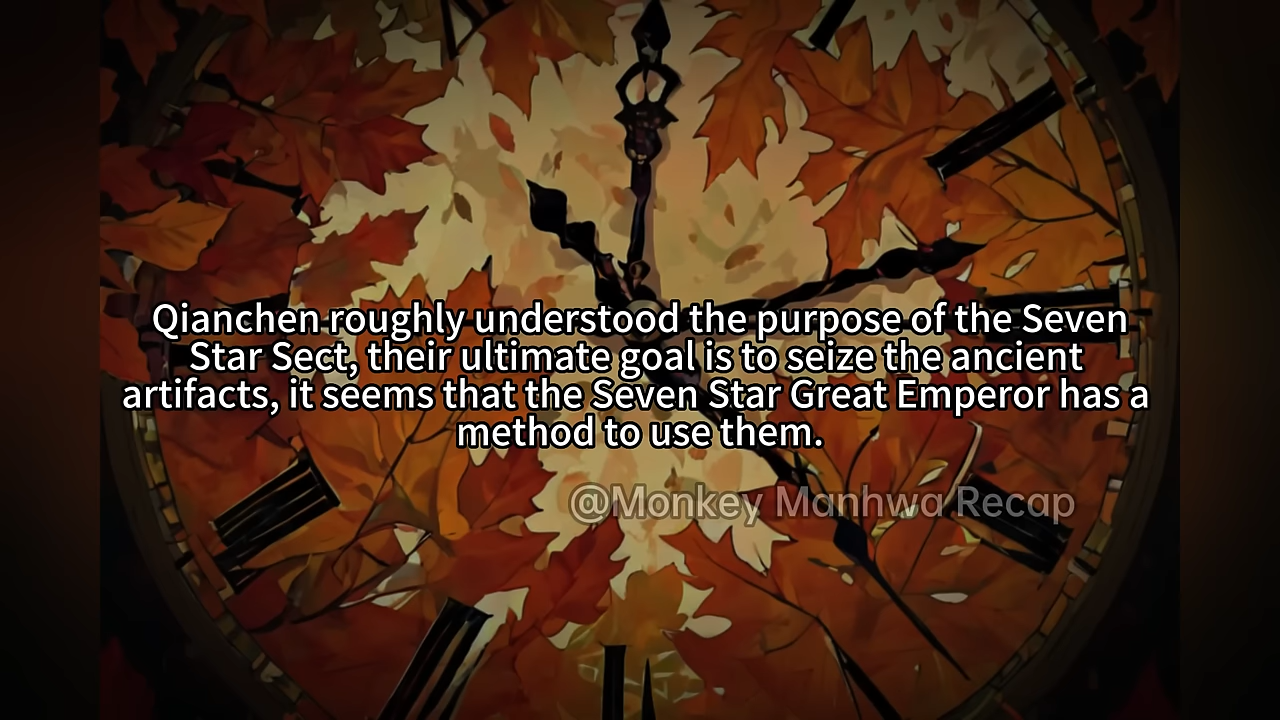 Qianchen roughly understood the purpose of the Seven
Star Sect, their ultimate goal is to seize the ancient
artifacts, it seems that the Seven Star Great Emperor has a
method to use them.
@Monkey Manhwa Recap